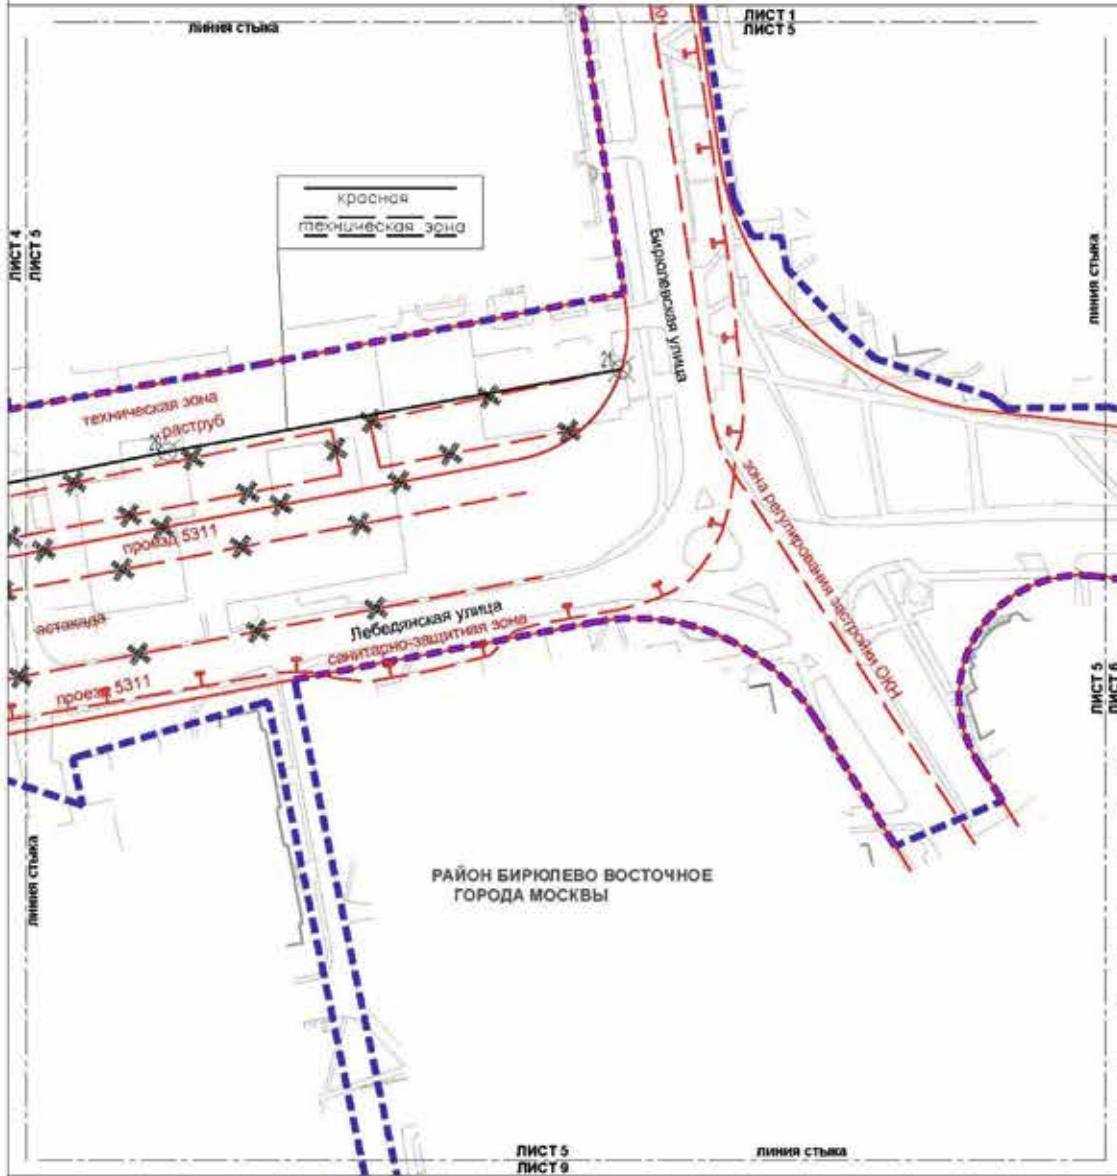 линия стыка
ЛИСТ 1
ЛИСТ 5
красная
техническая зона
ЛИСТ 4
ЛИСТ 5
линия стыка
Бирюлевская улица
21
техническая зона
раструб
20
зона регулирования застройки ОКН
проезд 5311
эстакада
Лебедянская улица
санитарно-защитная зона
проезд 5311
ЛИСТ 5
ЛИСТ 6
линия стыка
РАЙОН БИРЮЛЕВО ВОСТОЧНОЕ
ГОРОДА МОСКВЫ
ЛИСТ 5
ЛИСТ 9
линия стыка